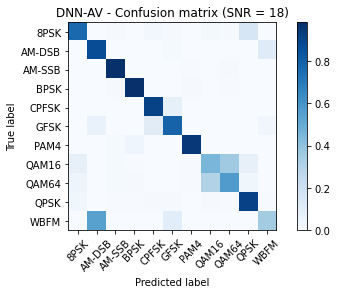 DNN-AV - Confusion matrix (SNR = 18)
True label
8PSK
AM-DSB
AM-SSB
BPSK
CPFSK
GFSK
PAM4
QAM16
QAM64
QPSK
WBFM
8PSK AM-DSB AM-SSB BPSK CPFSK GFSK PAM4 QAM16 QAM64 QPSK WBFM
Predicted label
0.8
0.6
0.4
0.2
0.0